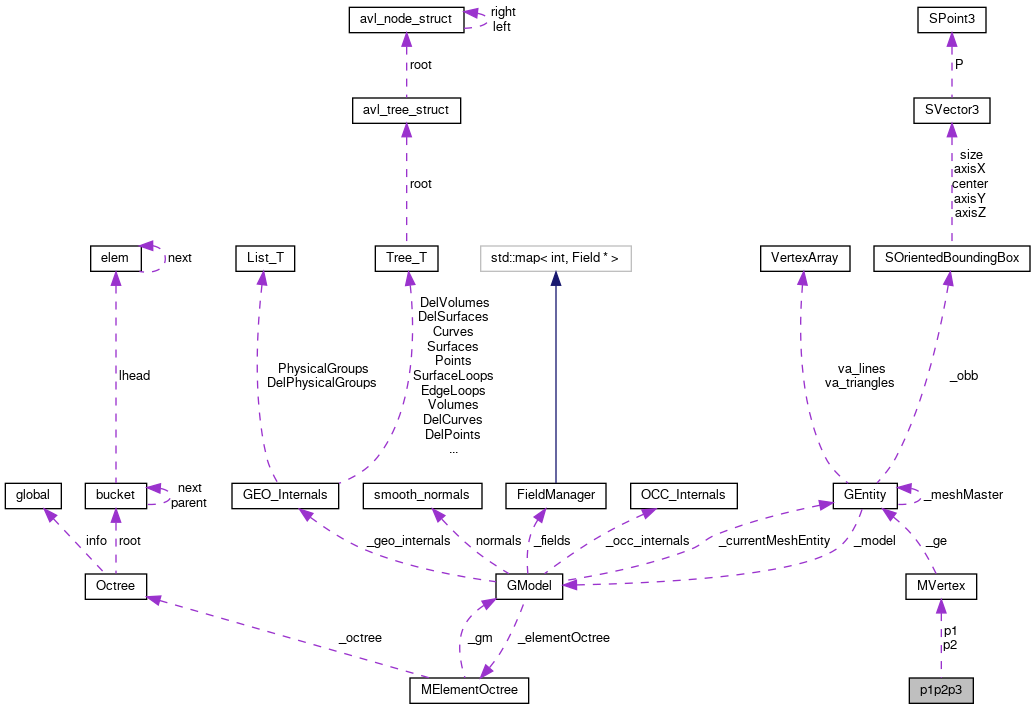 avl_node_struct
right
left
SPoint3
root
P
avl_tree_struct
SVector3
root
size
axisX
center
axisY
axisZ
elem
next
List_T
Tree_T
std::map< int, Field * >
VertexArray
SOrientedBoundingBox
lhead
PhysicalGroups
DelPhysicalGroups
DelVolumes
DelSurfaces
Curves
Surfaces
Points
SurfaceLoops
EdgeLoops
Volumes
DelCurves
DelPoints
...
va_lines
va_triangles
_obb
global
bucket
next
parent
GEO_Internals
smooth_normals
FieldManager
OCC_Internals
GEntity
_meshMaster
info
root
_geo_internals
normals
_fields
_occ_internals
_currentMeshEntity
_model
_ge
Octree
GModel
MVertex
_octree
_gm
_elementOctree
p1
p2
MElementOctree
p1p2p3